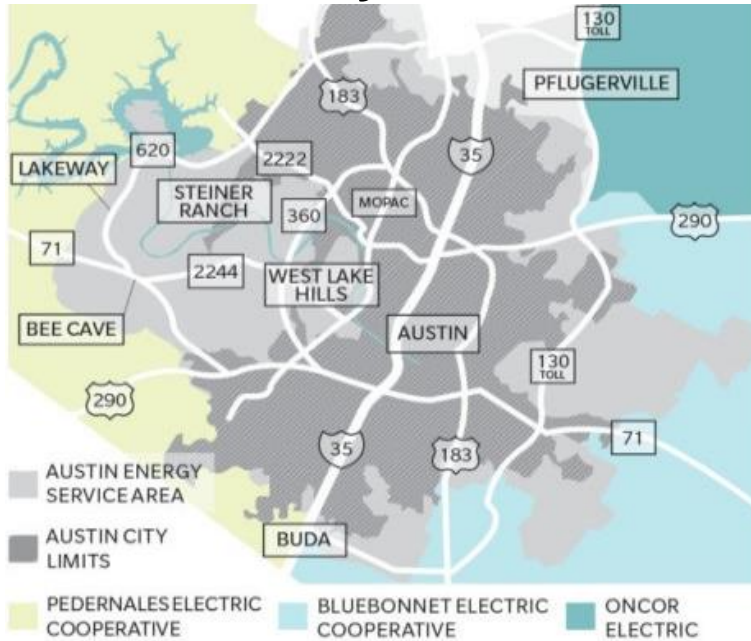 130
TOLL
183
PFLUGERVILLE
35
620
2222
LAKEWAY
STEINER
RANCH
MOPAC
360
290
71
2244
WEST LAKE
HILLS
BEE CAVE
AUSTIN
130
TOLL
290
35
183
71
AUSTIN ENERGY
SERVICE AREA
AUSTIN CITY
LIMITS
BUDA
PEDERNALES ELECTRIC
COOPERATIVE
BLUEBONNET ELECTRIC
COOPERATIVE
ONCOR
ELECTRIC